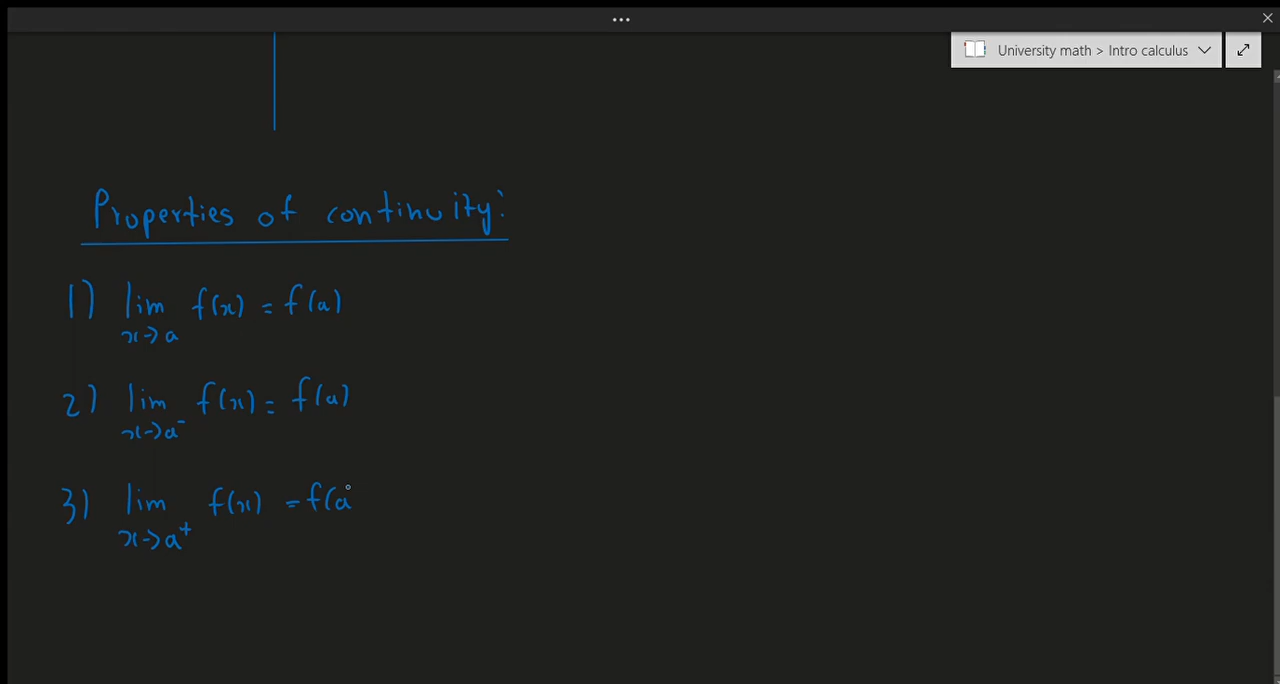 University math > Intro calculus
Properties of continuity:
1) lim f(x) = f(a)
x→a
2) lim f(x) = f(a)
x→a⁻
3) lim f(x) = f(a
x→a⁺